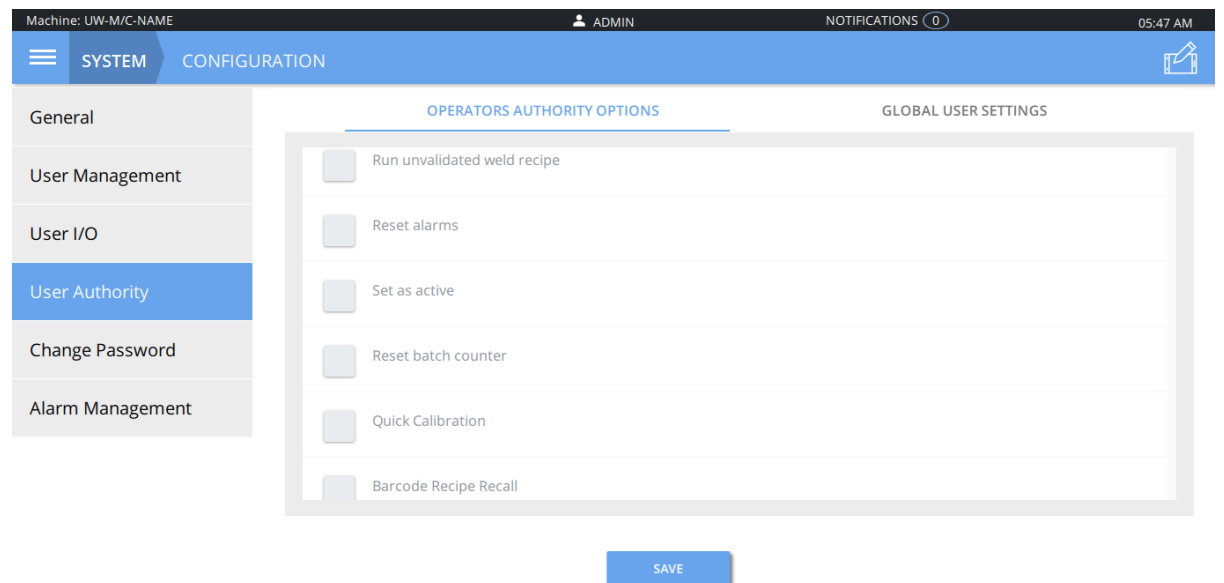 Machine: UW-M/C-NAME
ADMIN
NOTIFICATIONS 0
05:47 AM
SYSTEM
CONFIGURATION
General
User Management
User I/O
User Authority
Change Password
Alarm Management
OPERATORS AUTHORITY OPTIONS
GLOBAL USER SETTINGS
Run unvalidated weld recipe
Reset alarms
Set as active
Reset batch counter
Quick Calibration
Barcode Recipe Recall
SAVE